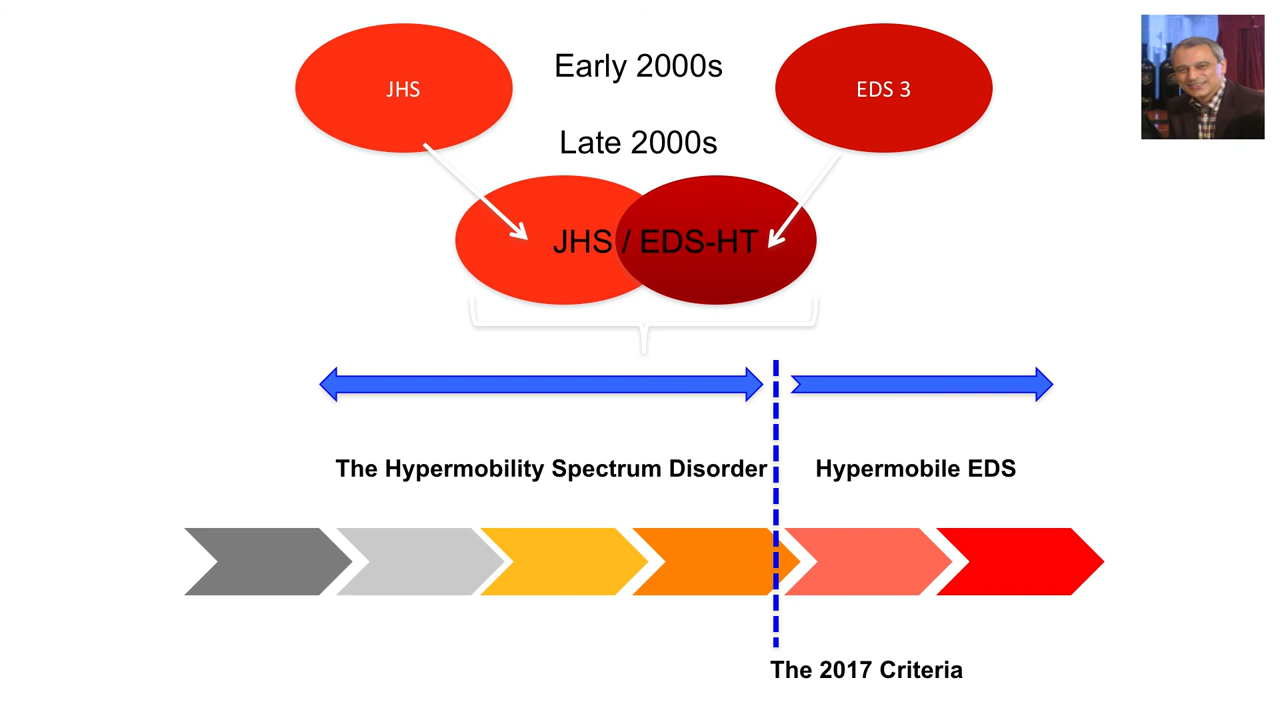 JHS
Early 2000s
EDS 3
Late 2000s
JHS / EDS-HT
The Hypermobility Spectrum Disorder
Hypermobile EDS
The 2017 Criteria